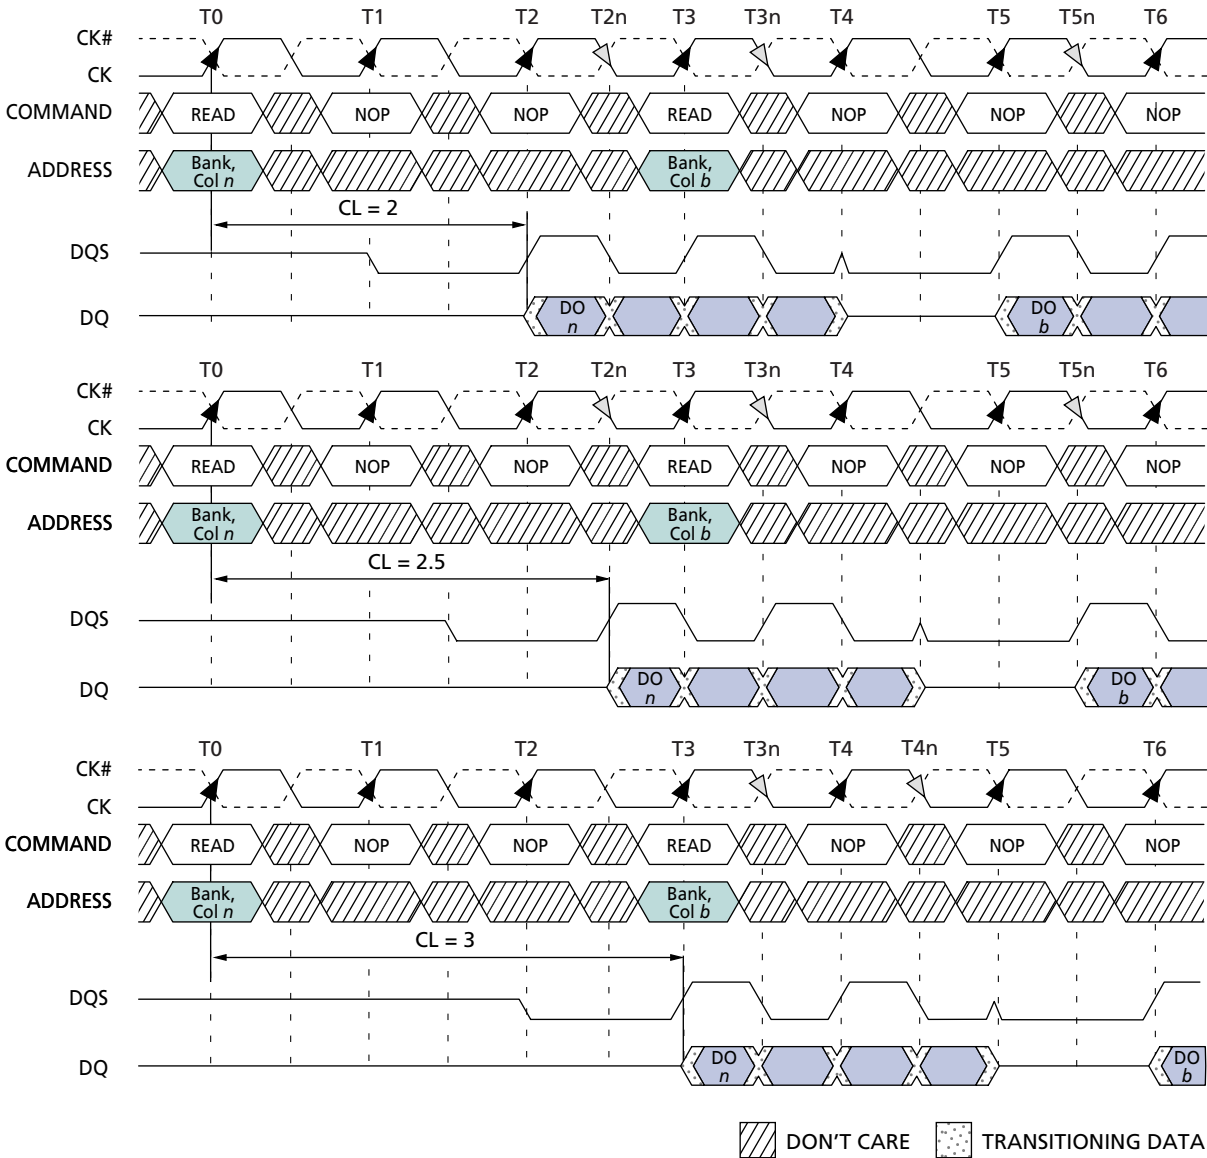 T0 T1 T2 T2n T3 T3n T4 T5 T5n T6
CK#
CK
COMMAND READ NOP NOP READ NOP NOP NOP
ADDRESS Bank, Col n Bank, Col b
CL = 2
DQS
DQ DO n DO b
T0 T1 T2 T2n T3 T3n T4 T5 T5n T6
CK#
CK
COMMAND READ NOP NOP READ NOP NOP NOP
ADDRESS Bank, Col n Bank, Col b
CL = 2.5
DQS
DQ DO n DO b
T0 T1 T2 T3 T3n T4 T4n T5 T6
CK#
CK
COMMAND READ NOP NOP READ NOP NOP NOP
ADDRESS Bank, Col n Bank, Col b
CL = 3
DQS
DQ DO n DO b
DON'T CARE TRANSITIONING DATA